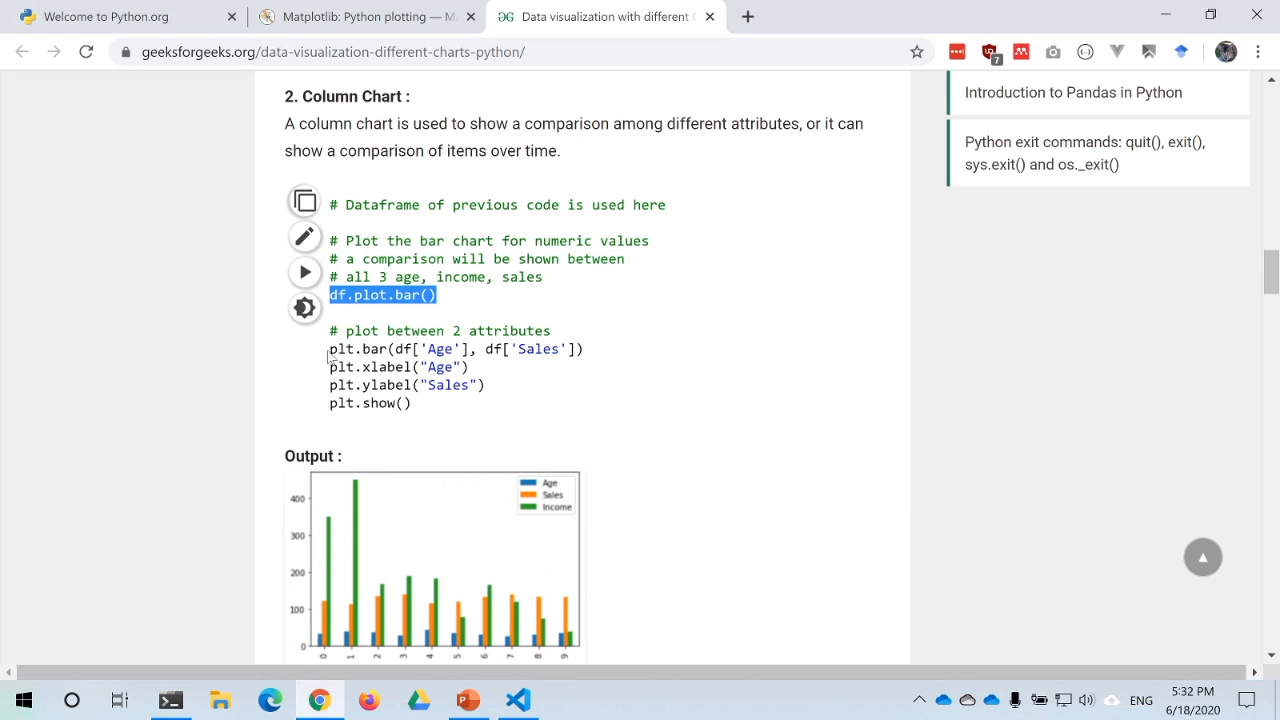 Welcome to Python.org
Matplotlib: Python plotting — M
Data visualization with different
geeksforgeeks.org/data-visualization-different-charts-python/
7
2. Column Chart :
A column chart is used to show a comparison among different attributes, or it can
show a comparison of items over time.
# Dataframe of previous code is used here
# Plot the bar chart for numeric values
# a comparison will be shown between
# all 3 age, income, sales
df.plot.bar()
# plot between 2 attributes
plt.bar(df['Age'], df['Sales'])
plt.xlabel("Age")
plt.ylabel("Sales")
plt.show()
Output :
Age
Sales
Income
400
300
200
100
0
0 1 2 3 4 5 6 7 8 9
Introduction to Pandas in Python
Python exit commands: quit(), exit(),
sys.exit() and os._exit()
ENG
5:32 PM
6/18/2020